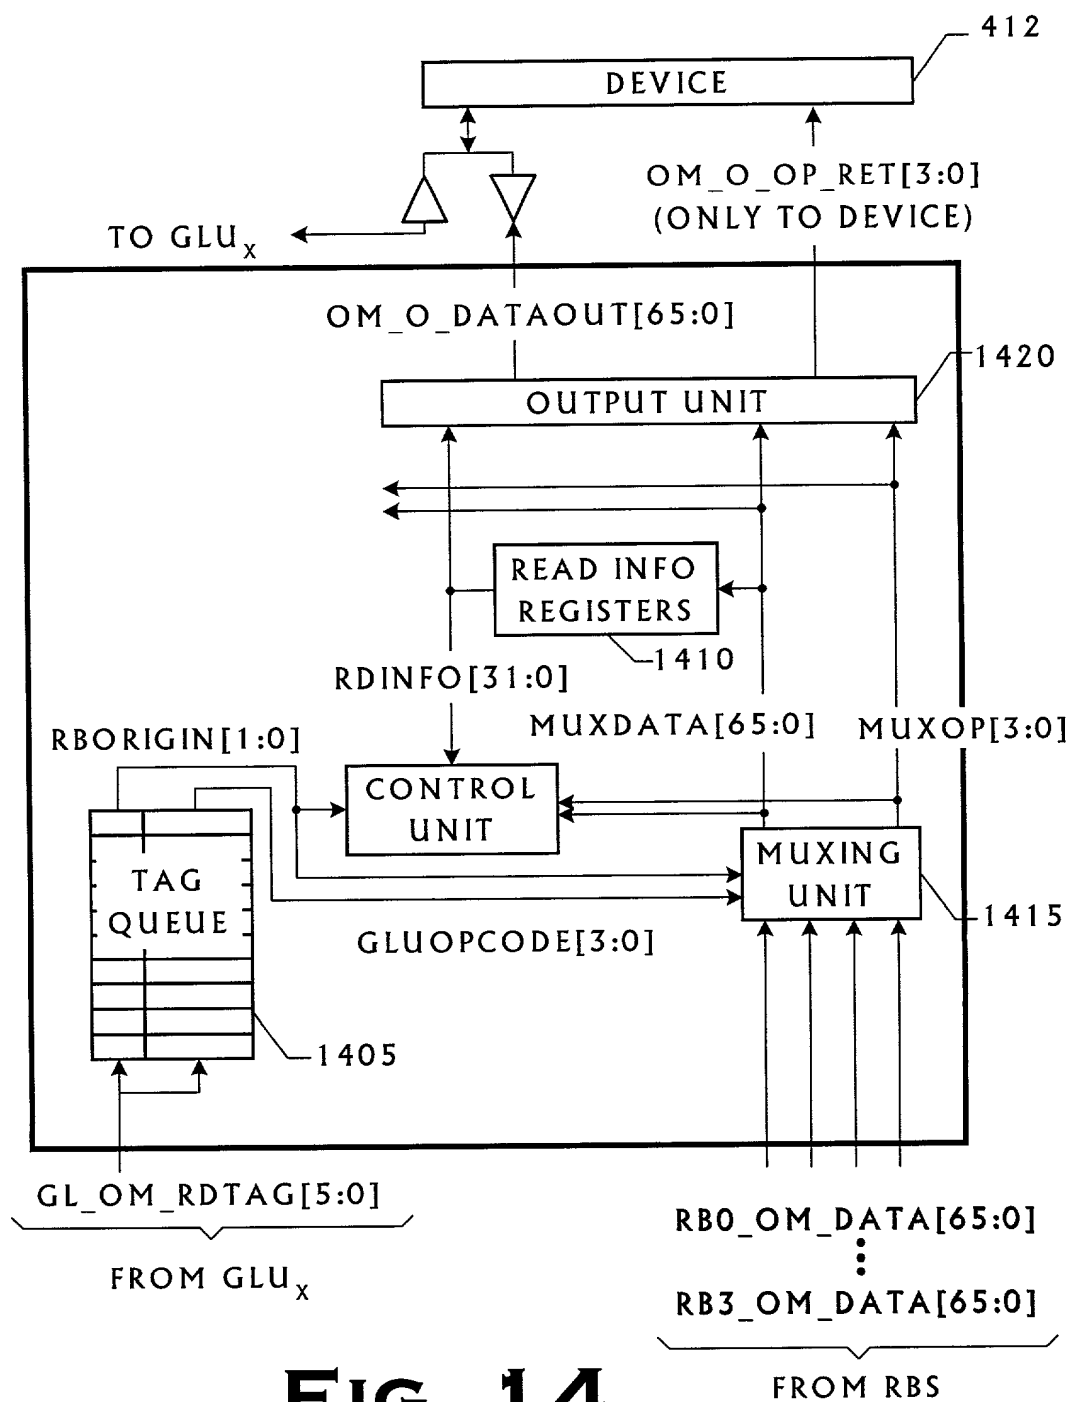 412
DEVICE
OM_O_OP_RET[3:0]
(ONLY TO DEVICE)
TO GLUX
OM_O_DATAOUT[65:0]
1420
OUTPUT UNIT
READ INFO
REGISTERS
1410
RDINFO[31:0]
MUXDATA[65:0]
MUXOP[3:0]
RBORIGIN[1:0]
CONTROL
UNIT
MUXING
UNIT
TAG
QUEUE
1415
GLUOPCODE[3:0]
1405
GL_OM_RDTAG[5:0]
FROM GLUX
RB0_OM_DATA[65:0]
RB3_OM_DATA[65:0]
FROM RBS
FIG. 14